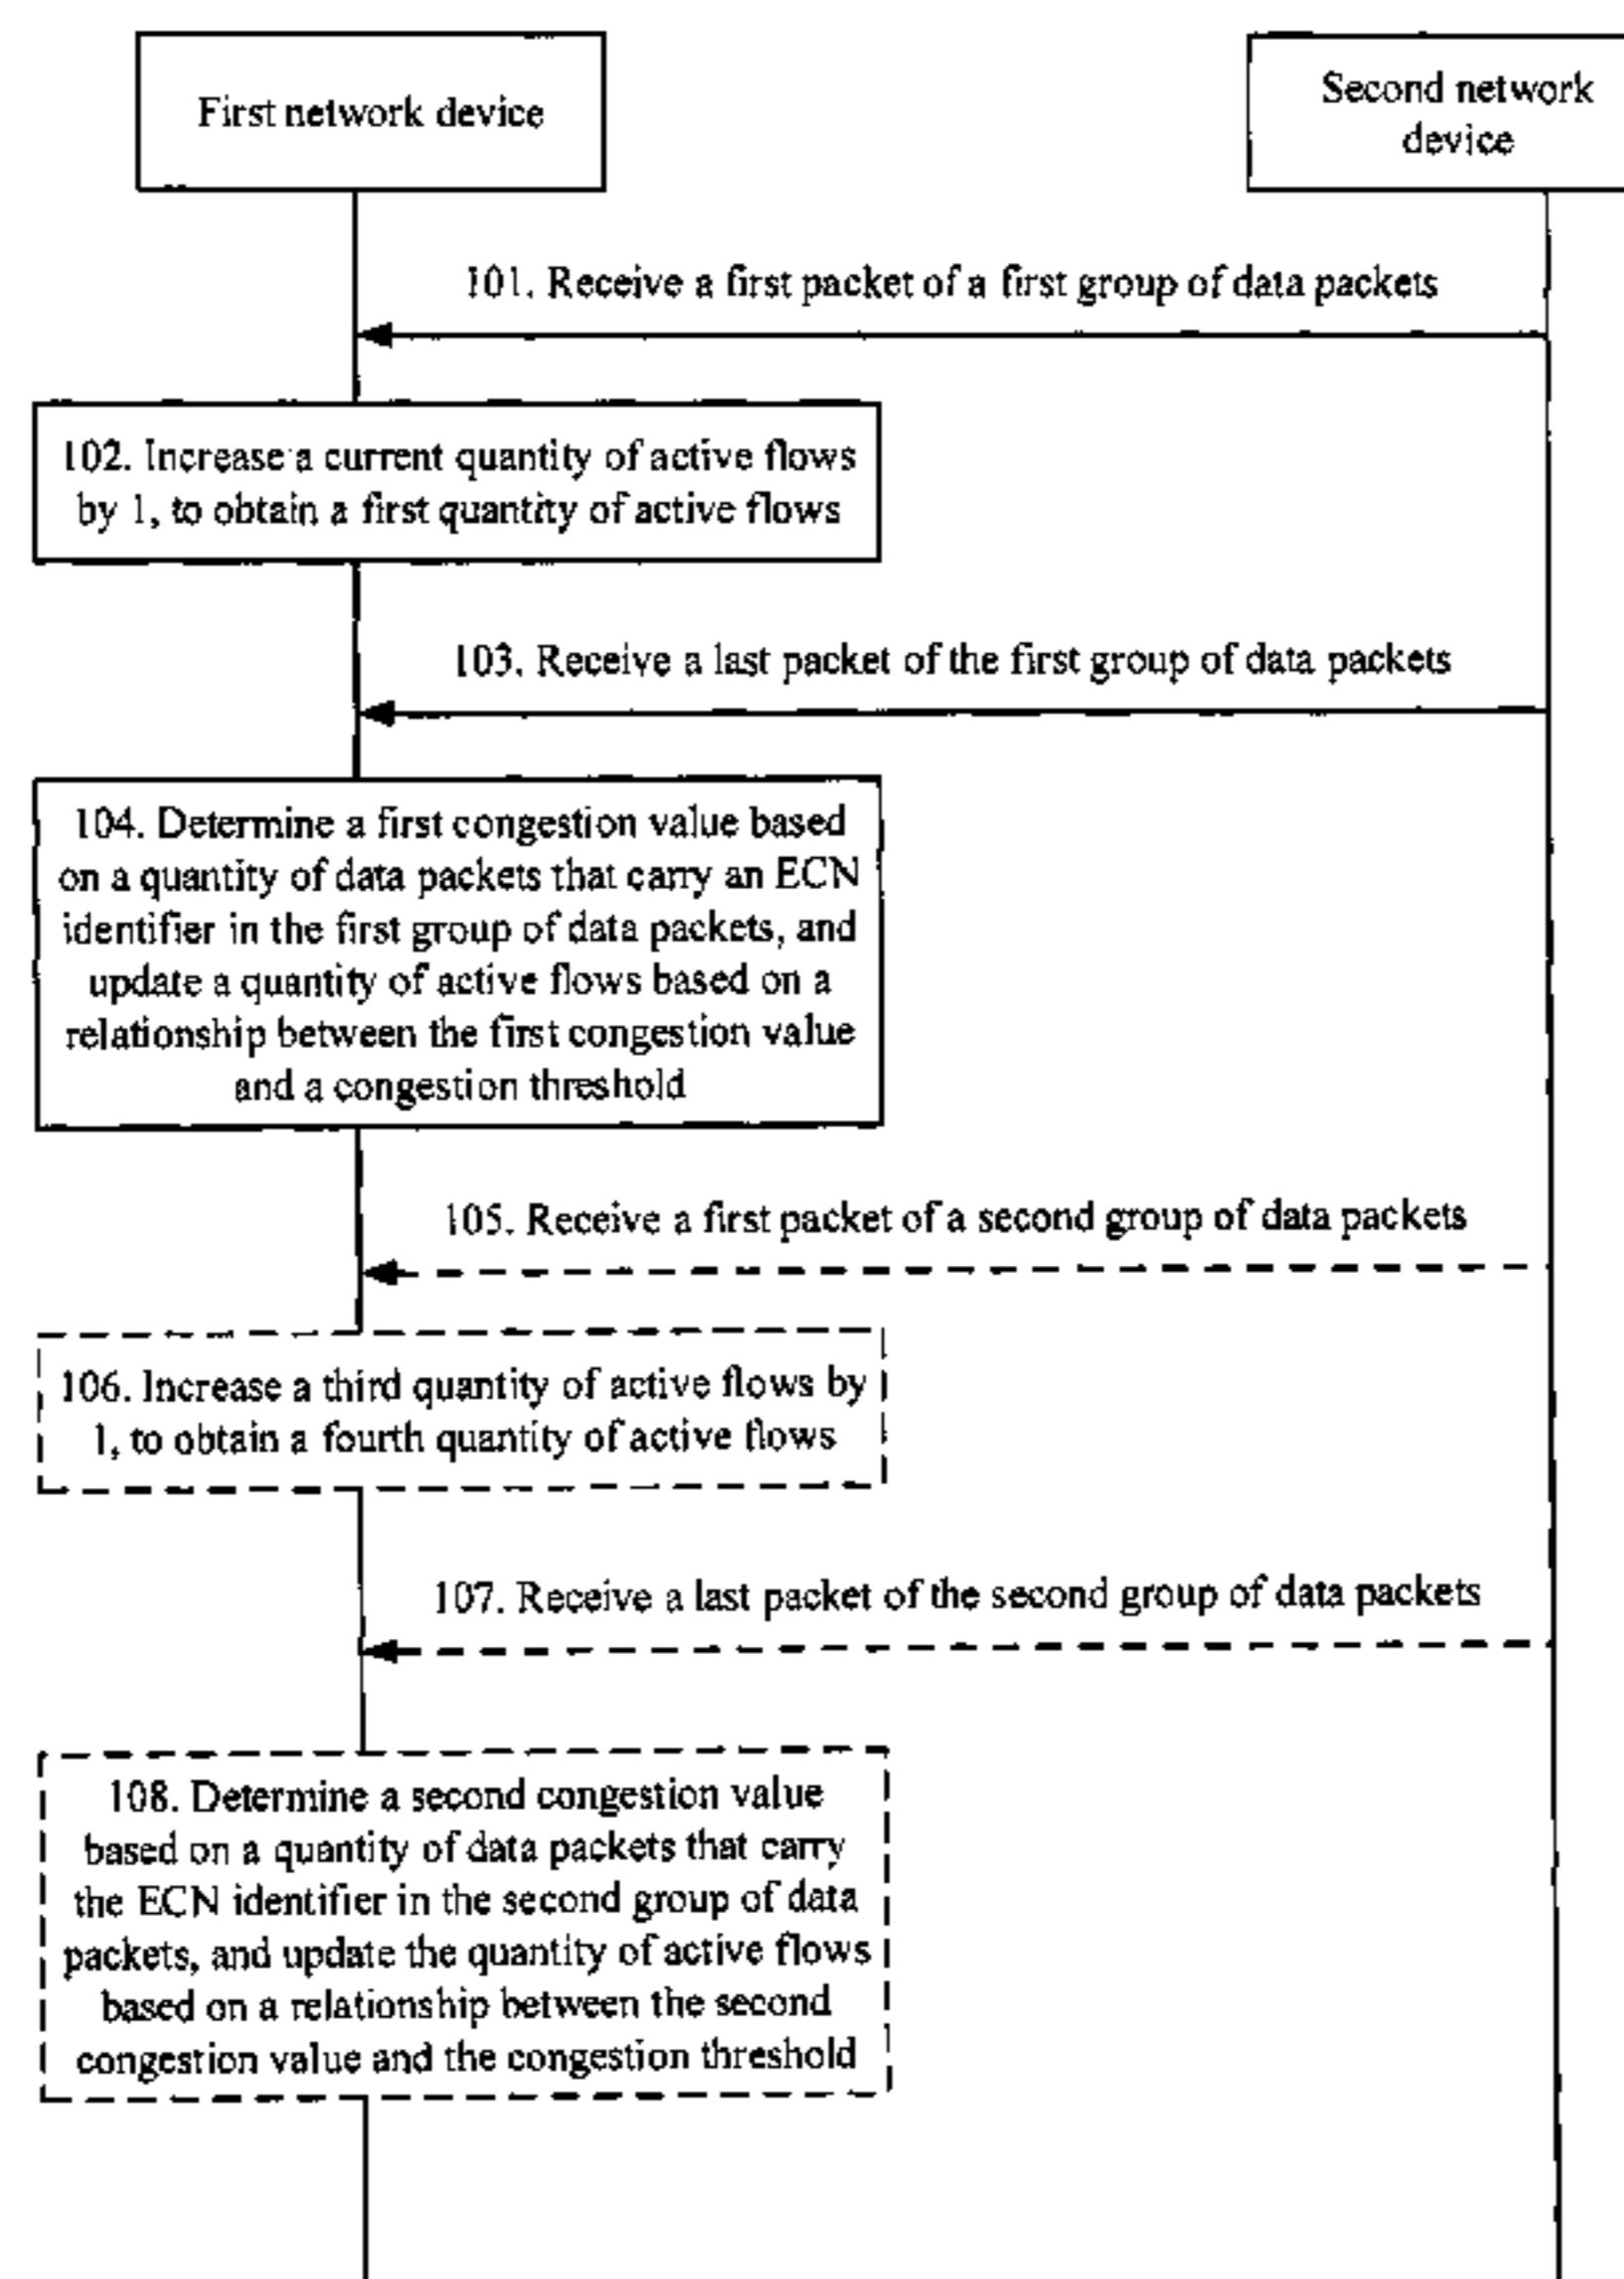 First network device
Second network
device
101. Receive a first packet of a first group of data packets
102. Increase a current quantity of active flows
by 1, to obtain a first quantity of active flows
103. Receive a last packet of the first group of data packets
104. Determine a first congestion value based
on a quantity of data packets that carry an ECN
identifier in the first group of data packets, and
update a quantity of active flows based on a
relationship between the first congestion value
and a congestion threshold
105. Receive a first packet of a second group of data packets
106. Increase a third quantity of active flows by
1, to obtain a fourth quantity of active flows
107. Receive a last packet of the second group of data packets
108. Determine a second congestion value
based on a quantity of data packets that carry
the ECN identifier in the second group of data
packets, and update the quantity of active flows
based on a relationship between the second
congestion value and the congestion threshold